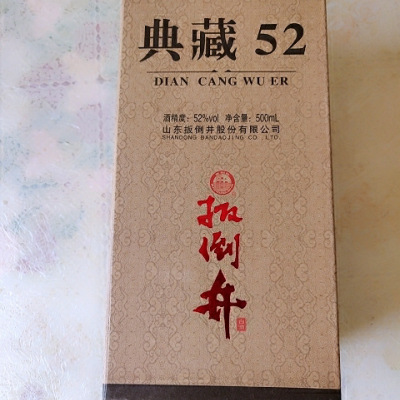 典藏 52
DIAN CANG WU ER
酒精度：52%vol 净含量：500mL
山东扳倒井股份有限公司
SHANDONG BANDAOJING CO .,LTD.
扳
倒
井